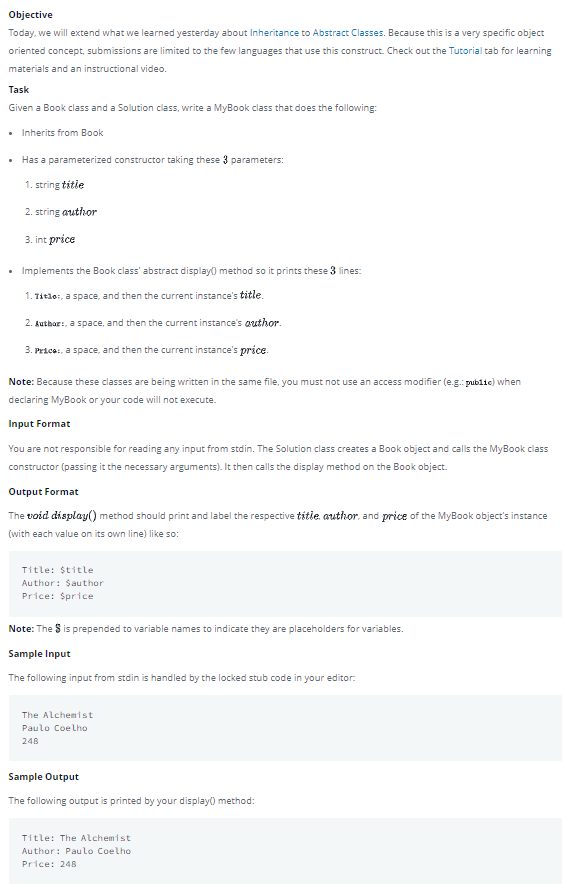 Objective
Today, we will extend what we learned yesterday about Inheritance to Abstract Classes. Because this is a very specific object
oriented concept, submissions are limited to the few languages that use this construct. Check out the Tutorial tab for learning
materials and an instructional video.
Task
Given a Book class and a Solution class, write a MyBook class that does the following:
• Inherits from Book
• Has a parameterized constructor taking these 3 parameters:
1. string title
2. string author
3. int price
• Implements the Book class' abstract display() method so it prints these 3 lines:
1. Title:, a space, and then the current instance's title.
2. Author:, a space, and then the current instance's author.
3. Price:, a space, and then the current instance's price.
Note: Because these classes are being written in the same file, you must not use an access modifier (e.g.: public) when
declaring MyBook or your code will not execute.
Input Format
You are not responsible for reading any input from stdin. The Solution class creates a Book object and calls the MyBook class
constructor (passing it the necessary arguments). It then calls the display method on the Book object.
Output Format
The void display() method should print and label the respective title, author, and price of the MyBook object's instance
(with each value on its own line) like so:
Title: $title
Author: $author
Price: $price
Note: The $ is prepended to variable names to indicate they are placeholders for variables.
Sample Input
The following input from stdin is handled by the locked stub code in your editor:
The Alchemist
Paulo Coelho
248
Sample Output
The following output is printed by your display() method:
Title: The Alchemist
Author: Paulo Coelho
Price: 248